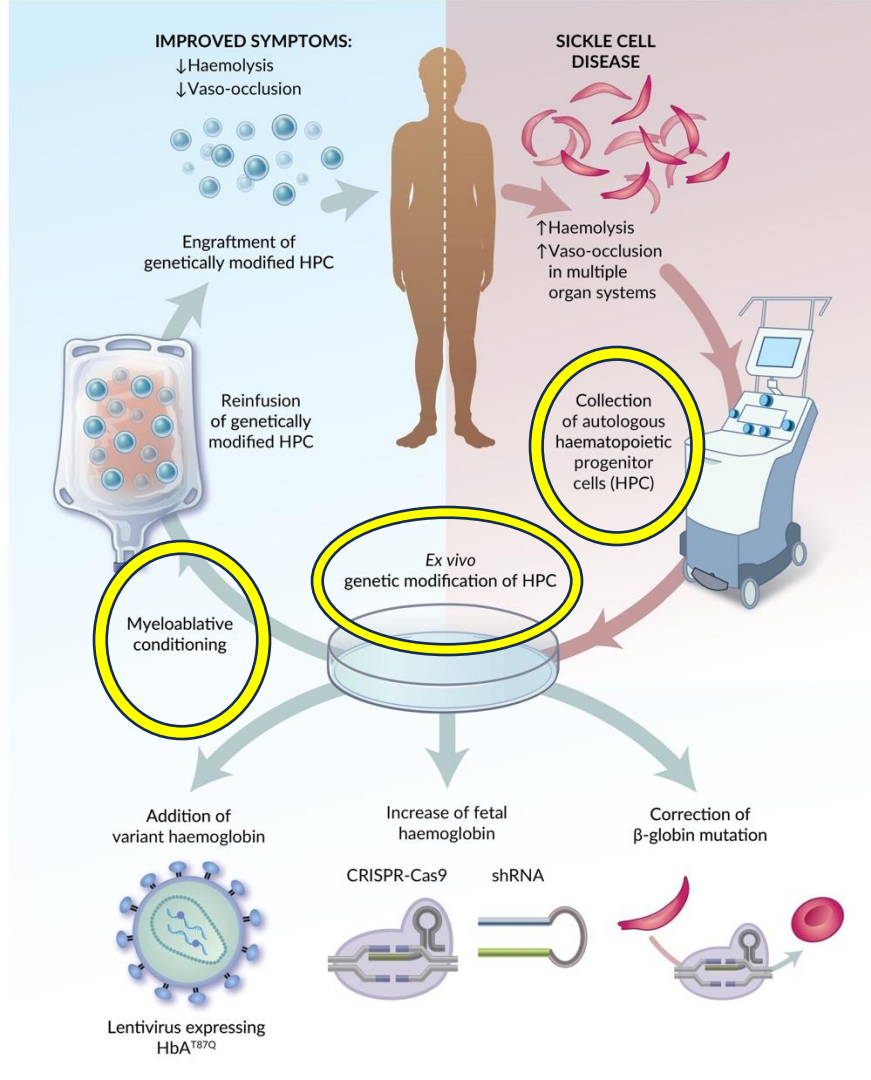 IMPROVED SYMPTOMS:
↓Haemolysis
↓Vaso-occlusion
SICKLE CELL
DISEASE
↑Haemolysis
↑Vaso-occlusion
in multiple
organ systems
Engraftment of
genetically modified HPC
Reinfusion
of genetically
modified HPC
Collection
of autologous
haematopoietic
progenitor
cells (HPC)
Ex vivo
genetic modification of HPC
Myeloablative
conditioning
Addition of
variant haemoglobin
Increase of fetal
haemoglobin
Correction of
β-globin mutation
CRISPR-Cas9
shRNA
Lentivirus expressing
HbAᵀ⁸⁷Q